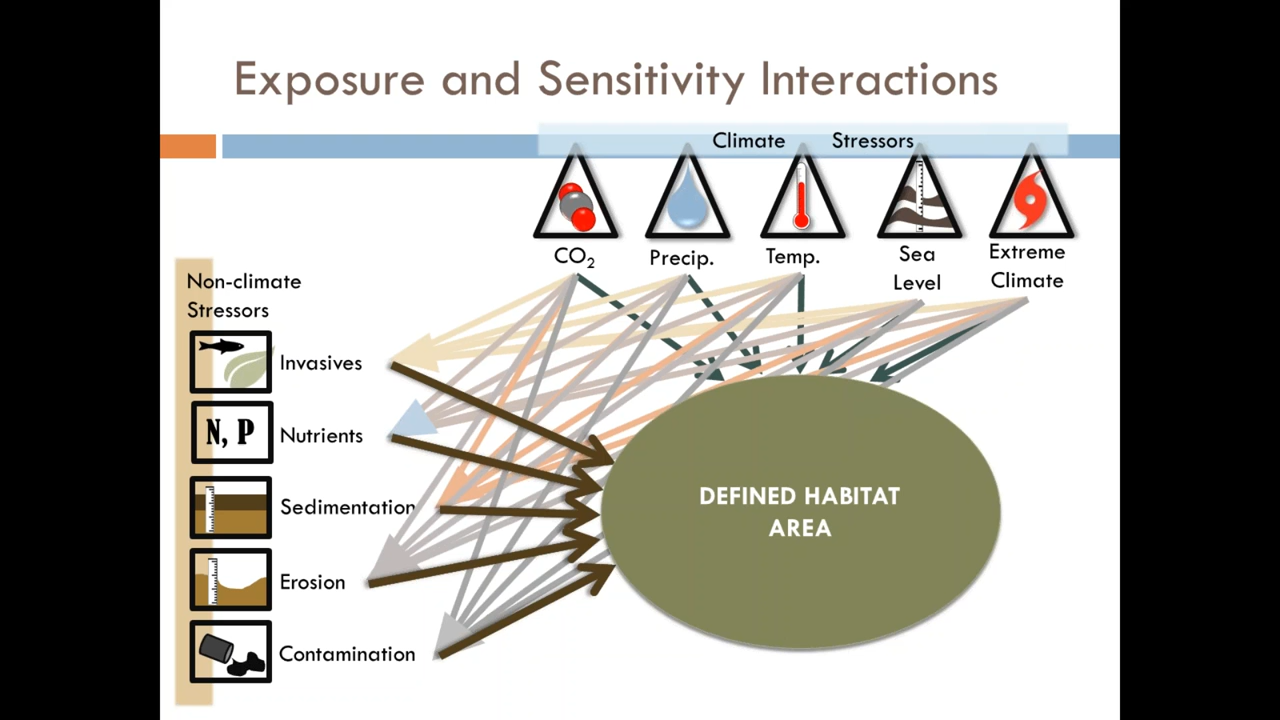 Exposure and Sensitivity Interactions
Climate Stressors
CO₂
Precip.
Temp.
Sea
Level
Extreme
Climate
Non-climate
Stressors
Invasives
N, P
Nutrients
Sedimentation
Erosion
Contamination
DEFINED HABITAT
AREA